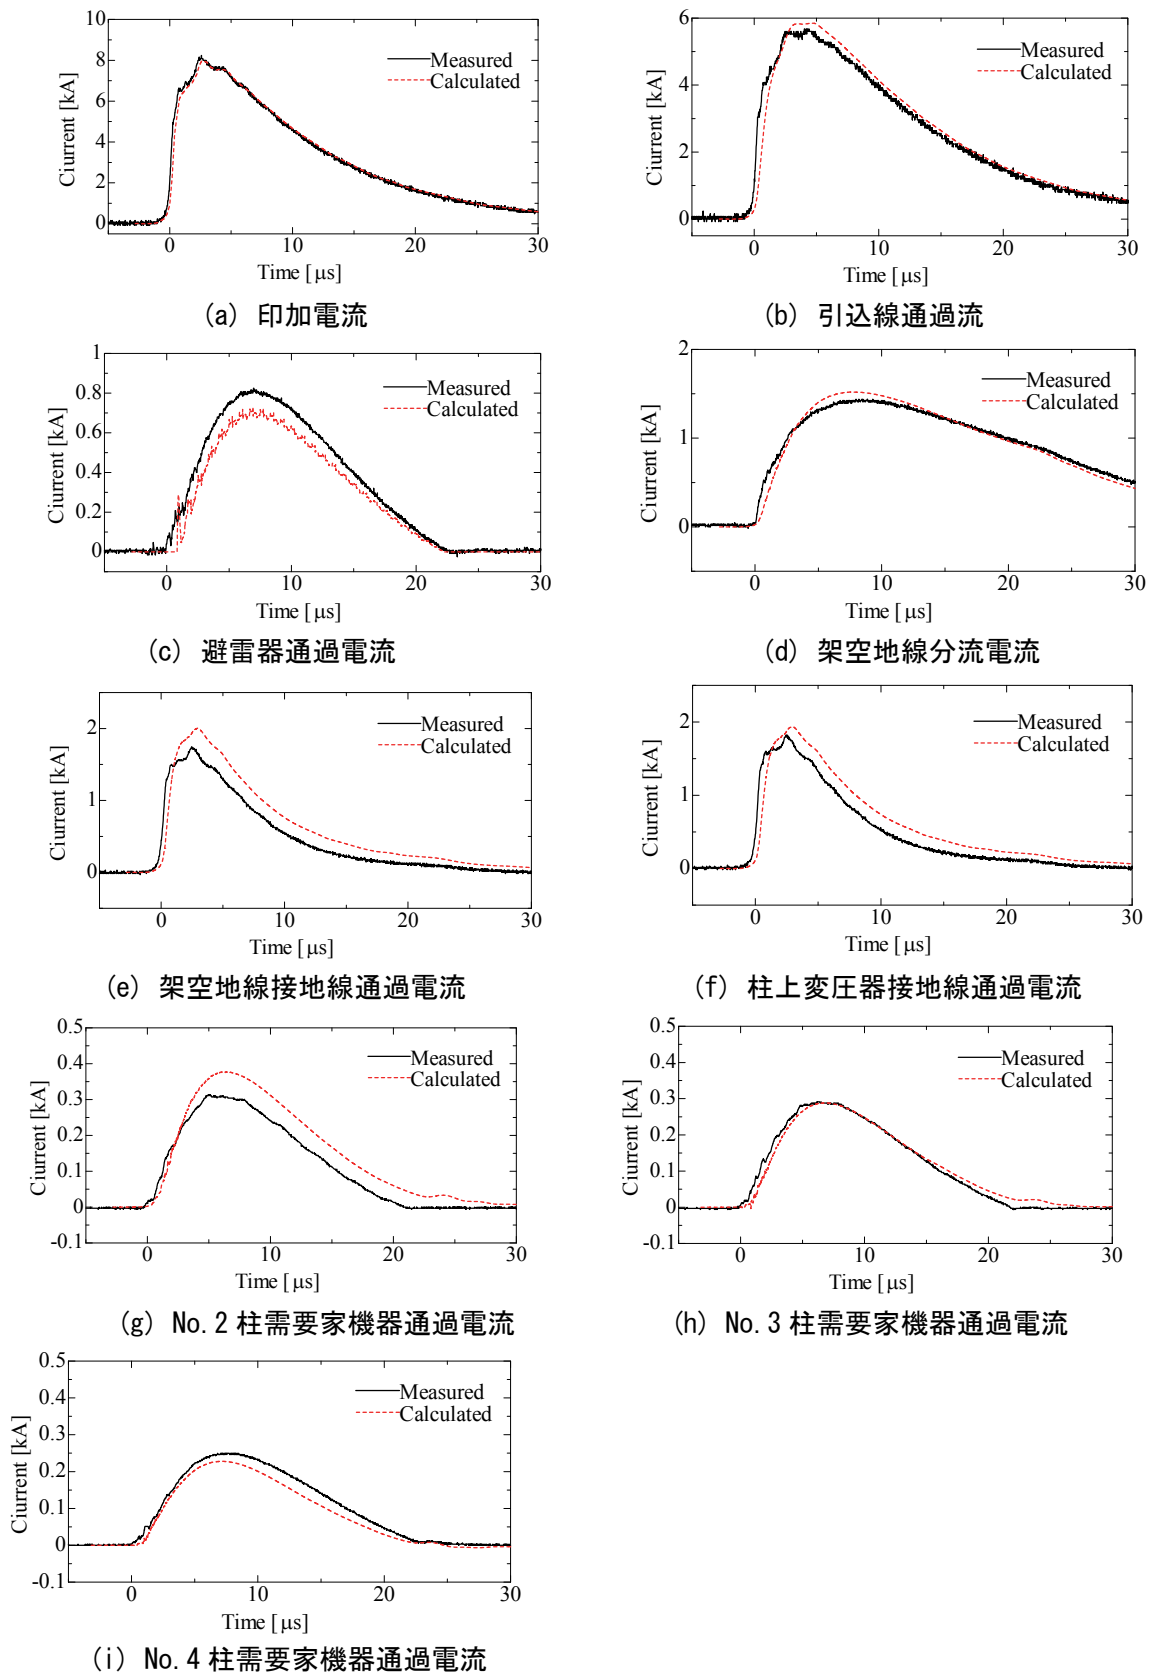 10
8
6
4
2
0
Ciurrent [kA]
Measured
Calculated
0 10 20 30
Time [μs]
(a) 印加電流
6
4
2
0
Ciurrent [kA]
Measured
Calculated
0 10 20 30
Time [μs]
(b) 引込線通過流
1
0.8
0.6
0.4
0.2
0
Ciurrent [kA]
Measured
Calculated
0 10 20 30
Time [μs]
(c) 避雷器通過電流
2
1
0
Ciurrent [kA]
Measured
Calculated
0 10 20 30
Time [μs]
(d) 架空地線分流電流
2
1
0
Ciurrent [kA]
Measured
Calculated
0 10 20 30
Time [μs]
(e) 架空地線接地線通過電流
2
1
0
Ciurrent [kA]
Measured
Calculated
0 10 20 30
Time [μs]
(f) 柱上変圧器接地線通過電流
0.5
0.4
0.3
0.2
0.1
0
-0.1
Ciurrent [kA]
Measured
Calculated
0 10 20 30
Time [μs]
(g) No.2 柱需要家機器通過電流
0.5
0.4
0.3
0.2
0.1
0
-0.1
Ciurrent [kA]
Measured
Calculated
0 10 20 30
Time [μs]
(h) No.3 柱需要家機器通過電流
0.5
0.4
0.3
0.2
0.1
0
-0.1
Ciurrent [kA]
Measured
Calculated
0 10 20 30
Time [μs]
(i) No.4 柱需要家機器通過電流